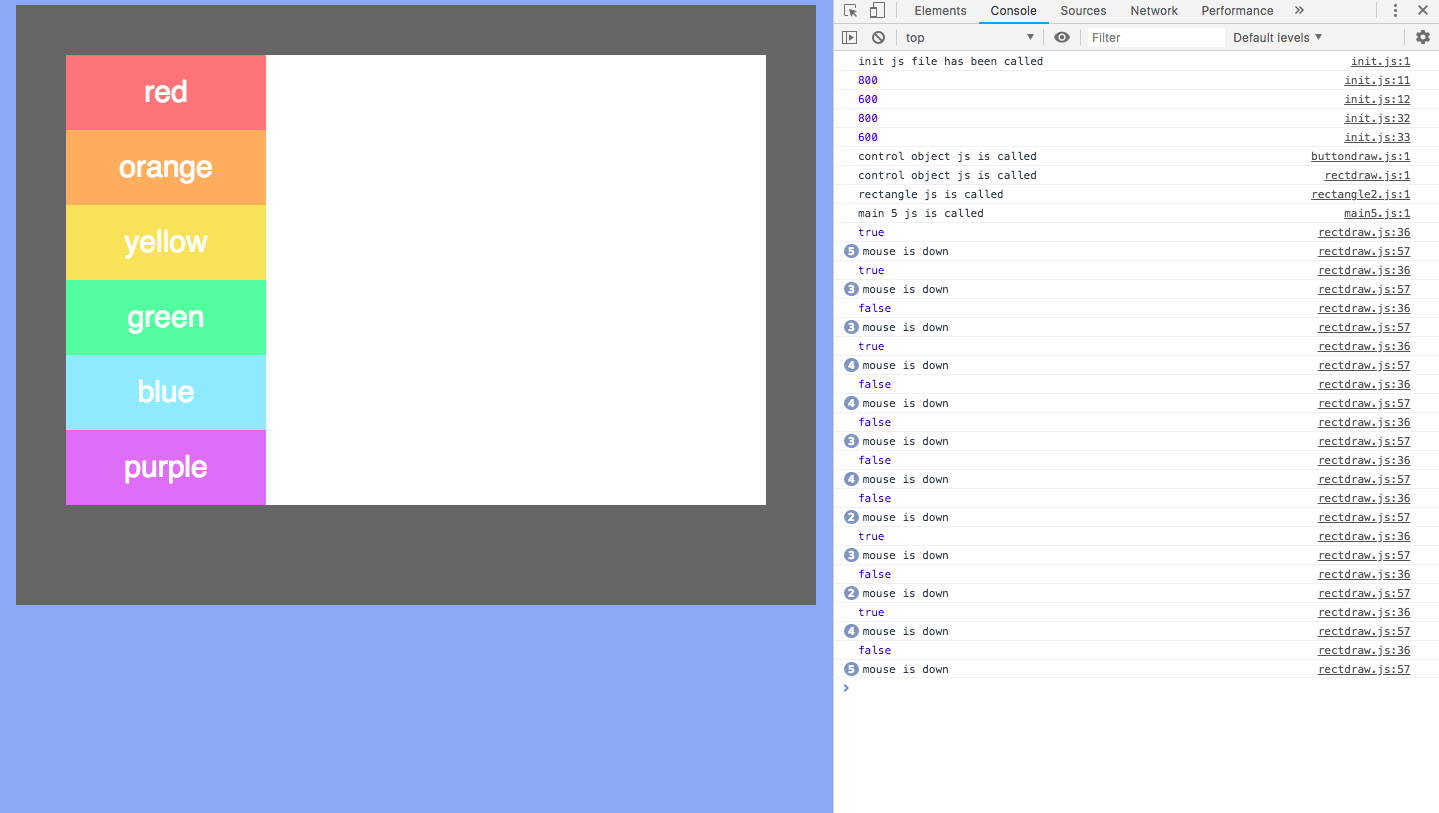 red
orange
yellow
green
blue
purple
Elements Console Sources Network Performance »
top ▼ Filter Default levels ▼
init js file has been called init.js:1
800 init.js:11
600 init.js:12
800 init.js:32
600 init.js:33
control object js is called buttondraw.js:1
control object js is called rectdraw.js:1
rectangle js is called rectangle2.js:1
main 5 js is called main5.js:1
true rectdraw.js:36
5 mouse is down rectdraw.js:57
true rectdraw.js:36
3 mouse is down rectdraw.js:57
false rectdraw.js:36
3 mouse is down rectdraw.js:57
true rectdraw.js:36
4 mouse is down rectdraw.js:57
false rectdraw.js:36
4 mouse is down rectdraw.js:57
false rectdraw.js:36
3 mouse is down rectdraw.js:57
false rectdraw.js:36
4 mouse is down rectdraw.js:57
false rectdraw.js:36
2 mouse is down rectdraw.js:57
true rectdraw.js:36
3 mouse is down rectdraw.js:57
false rectdraw.js:36
2 mouse is down rectdraw.js:57
true rectdraw.js:36
4 mouse is down rectdraw.js:57
false rectdraw.js:36
5 mouse is down rectdraw.js:57